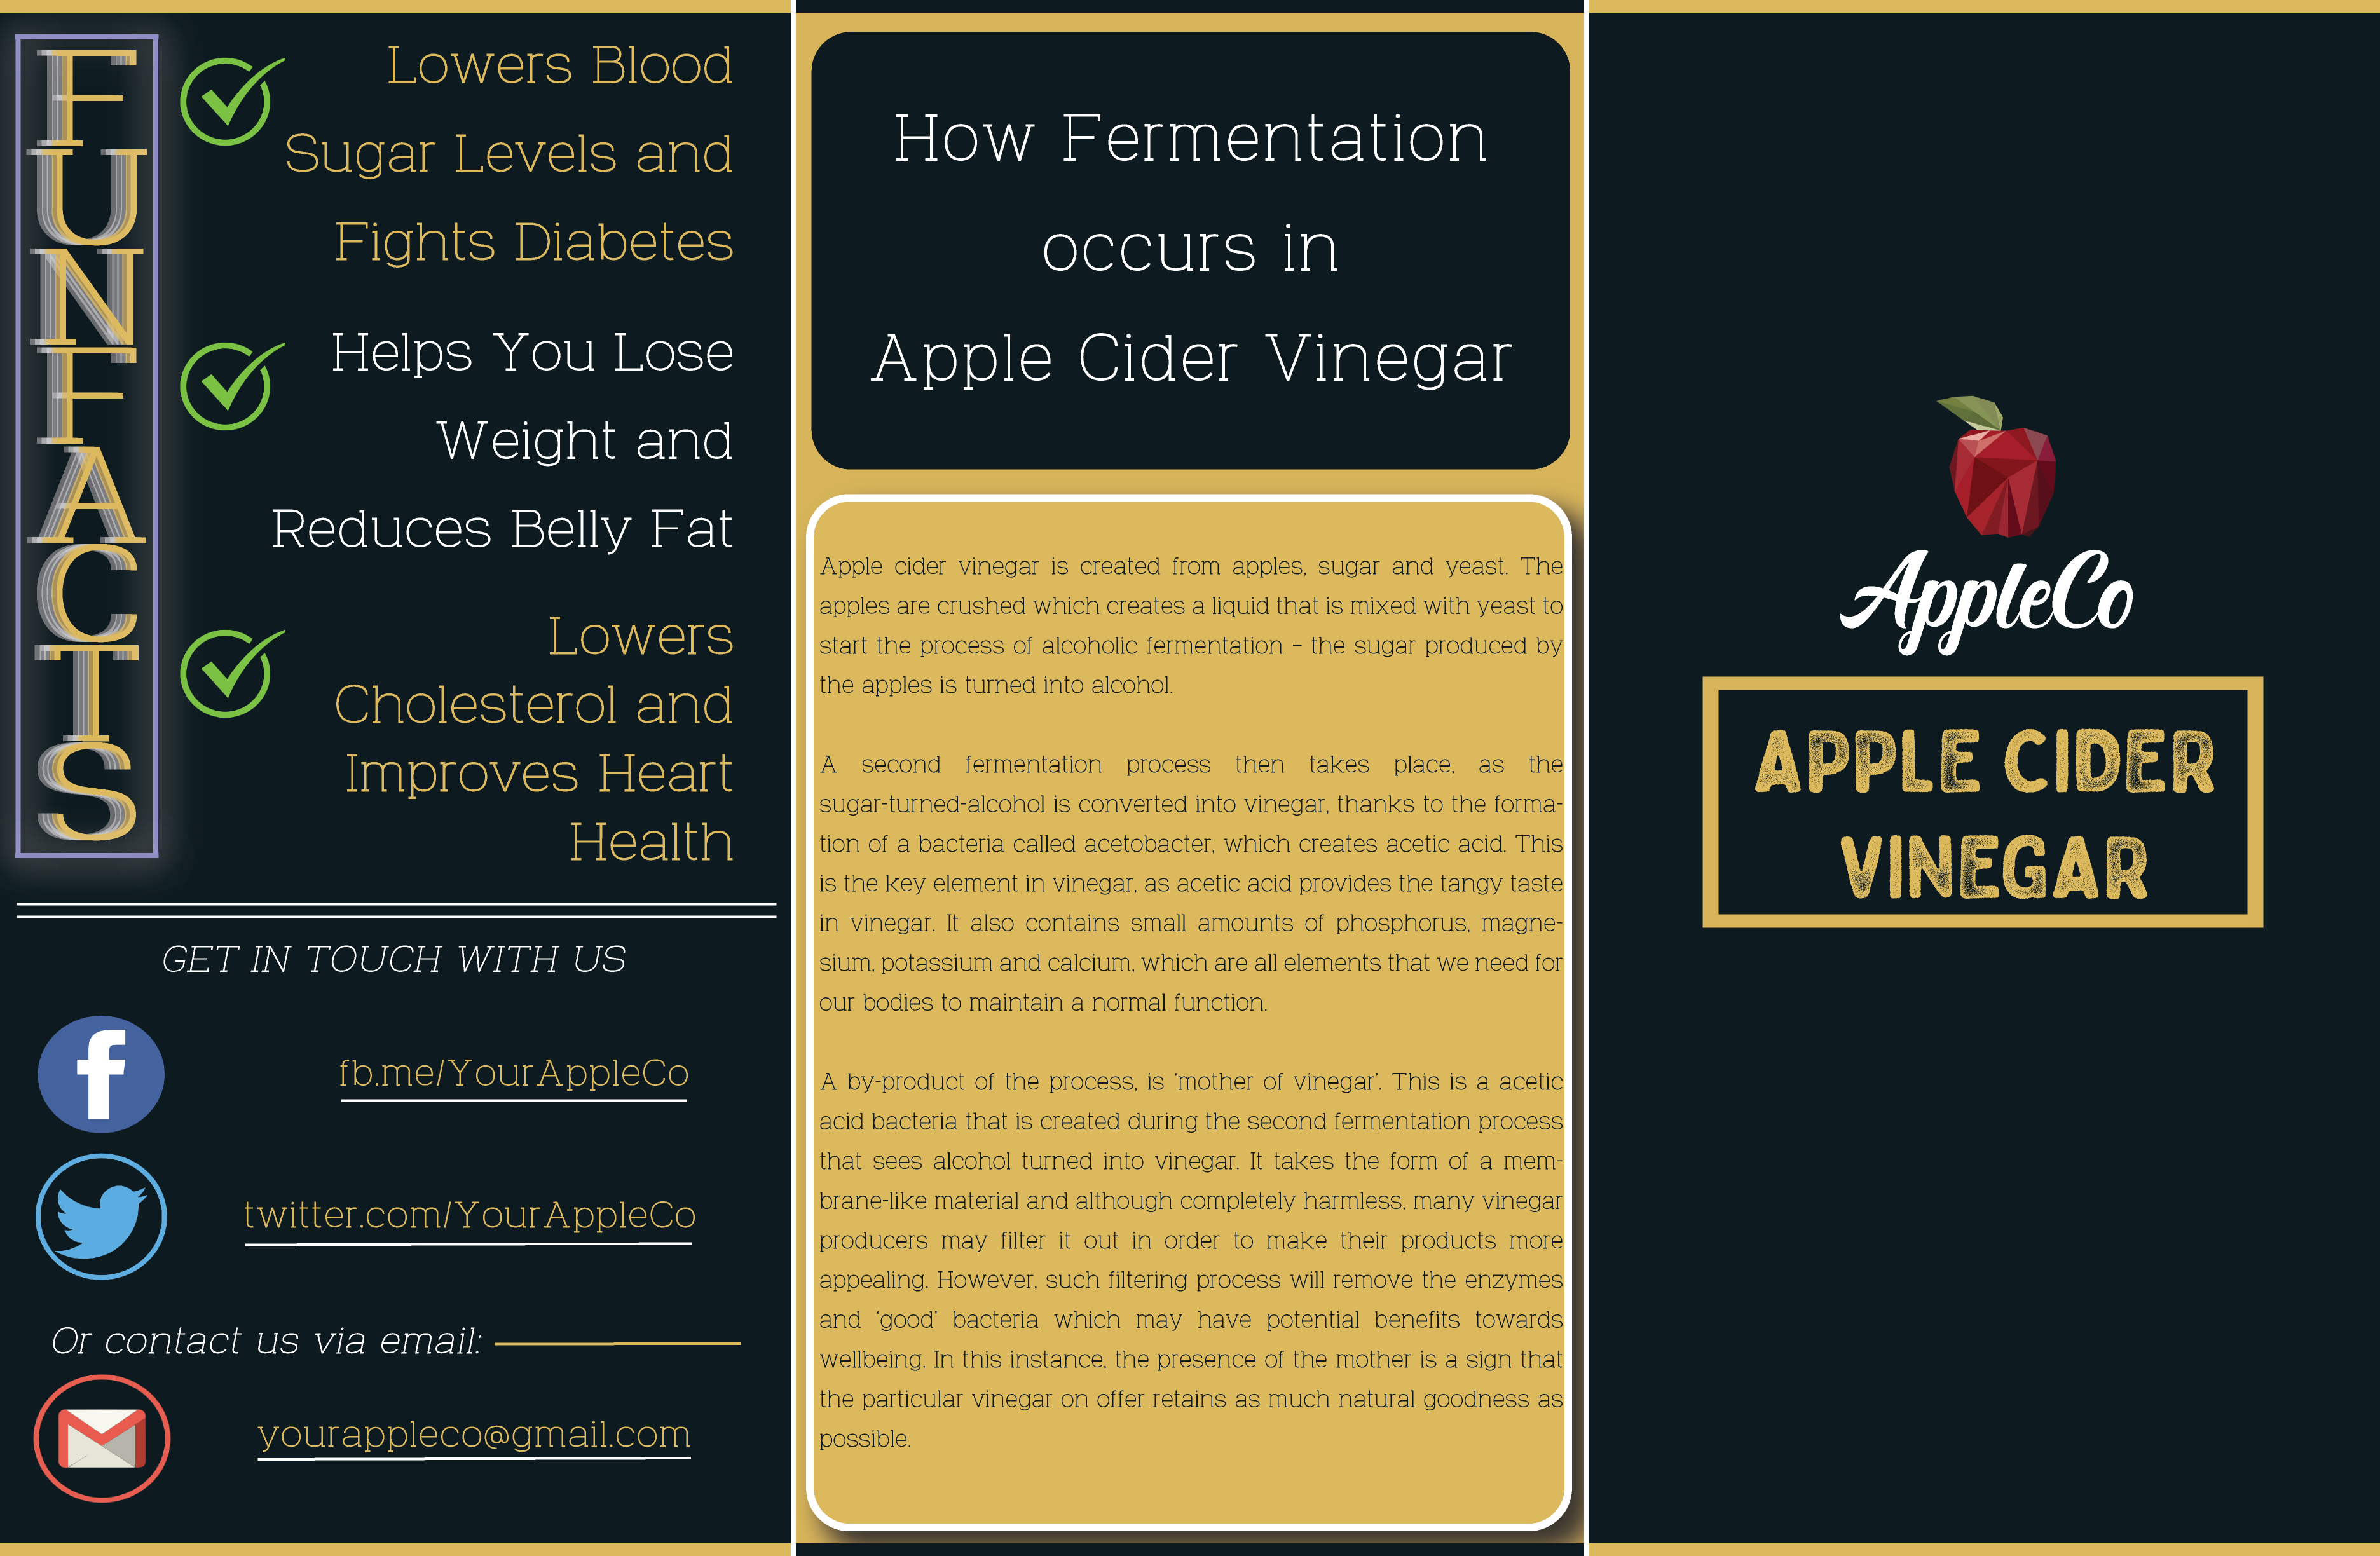 FUN FACTS
Lowers Blood
Sugar Levels and
Fights Diabetes
Helps You Lose
Weight and
Reduces Belly Fat
Lowers
Cholesterol and
Improves Heart
Health
GET IN TOUCH WITH US
f
fb.me/YourAppleCo
twitter.com/YourAppleCo
Or contact us via email:
yourappleco@gmail.com
How Fermentation
occurs in
Apple Cider Vinegar
Apple cider vinegar is created from apples, sugar and yeast. The
apples are crushed which creates a liquid that is mixed with yeast to
start the process of alcoholic fermentation – the sugar produced by
the apples is turned into alcohol.
A second fermentation process then takes place, as the
sugar-turned-alcohol is converted into vinegar, thanks to the forma-
tion of a bacteria called acetobacter, which creates acetic acid. This
is the key element in vinegar, as acetic acid provides the tangy taste
in vinegar. It also contains small amounts of phosphorus, magne-
sium, potassium and calcium, which are all elements that we need for
our bodies to maintain a normal function.
A by-product of the process, is ‘mother of vinegar’. This is a acetic
acid bacteria that is created during the second fermentation process
that sees alcohol turned into vinegar. It takes the form of a mem-
brane-like material and although completely harmless, many vinegar
producers may filter it out in order to make their products more
appealing. However, such filtering process will remove the enzymes
and ‘good’ bacteria which may have potential benefits towards
wellbeing. In this instance, the presence of the mother is a sign that
the particular vinegar on offer retains as much natural goodness as
possible.
AppleCo
APPLE CIDER
VINEGAR